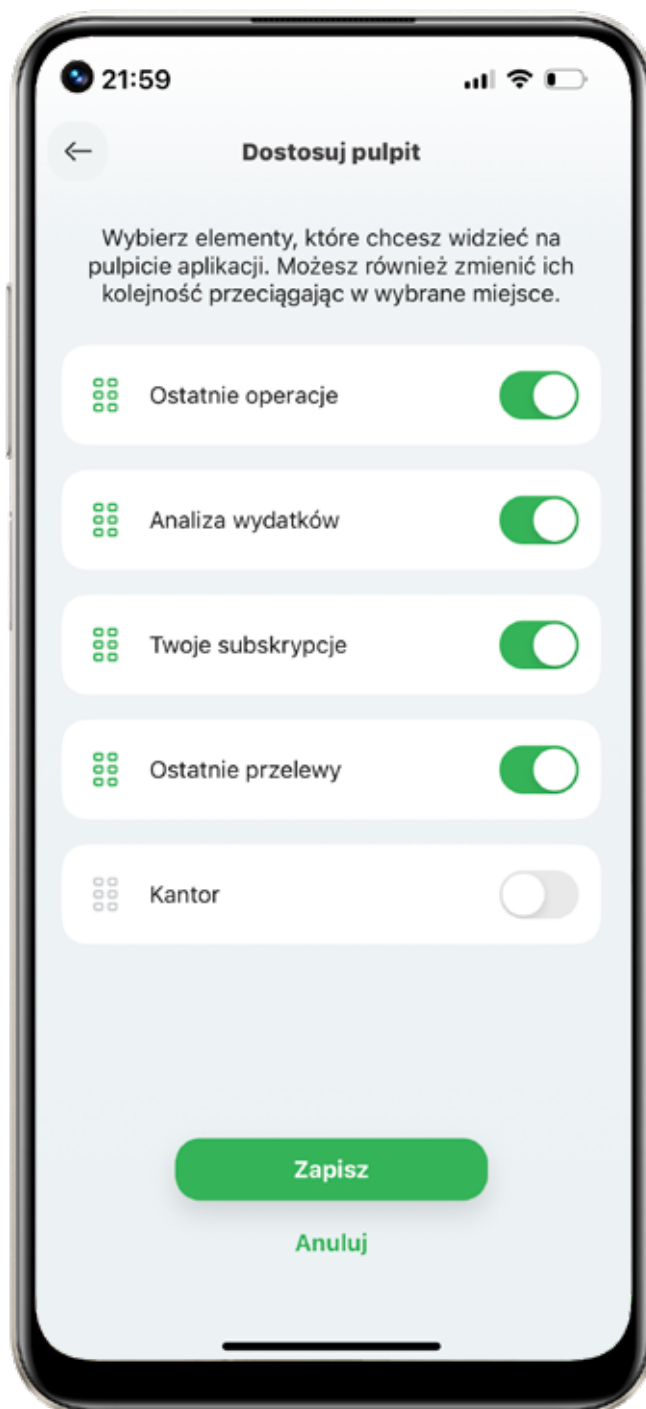 21:59
Dostosuj pulpit
Wybierz elementy, które chcesz widzieć na
pulpicie aplikacji. Możesz również zmienić ich
kolejność przeciągając w wybrane miejsce.
Ostatnie operacje
Analiza wydatków
Twoje subskrypcje
Ostatnie przelewy
Kantor
Zapisz
Anuluj